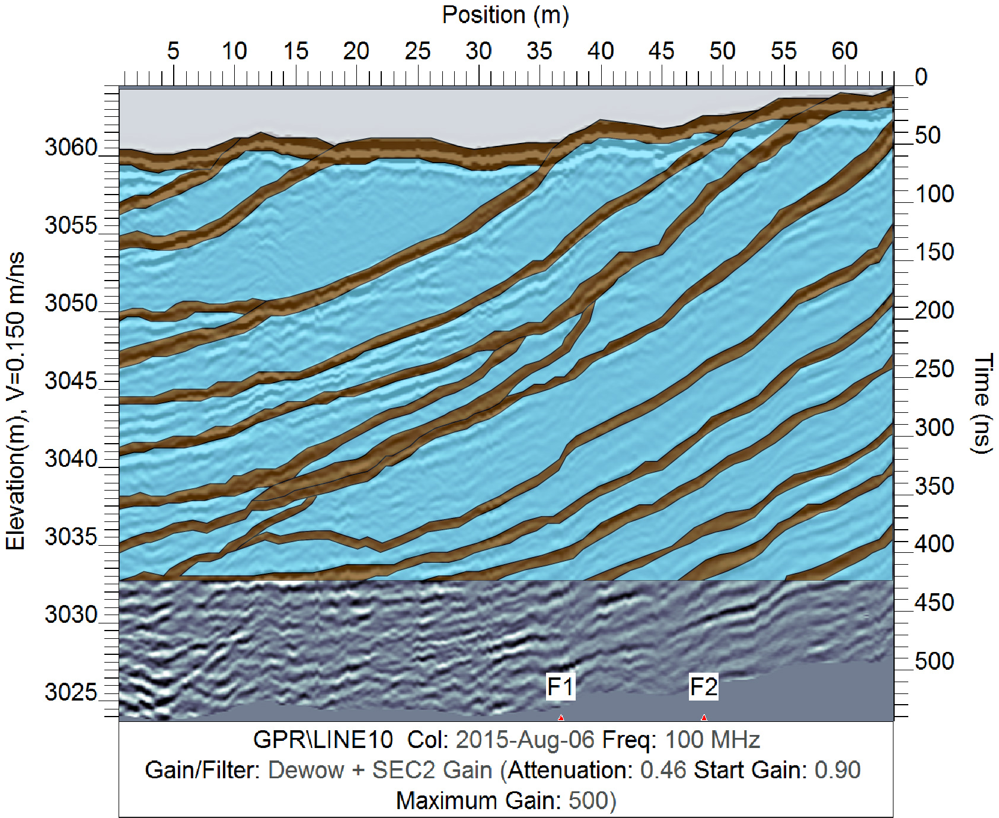 Position (m)
5 10 15 20 25 30 35 40 45 50 55 60
Elevation(m), V=0.150 m/ns
3060
3055
3050
3045
3040
3035
3030
3025
0
50
100
150
200
250
300
350
400
450
500
Time (ns)
F1 F2
GPR\LINE10 Col: 2015-Aug-06 Freq: 100 MHz
Gain/Filter: Dewow + SEC2 Gain (Attenuation: 0.46 Start Gain: 0.90
Maximum Gain: 500)